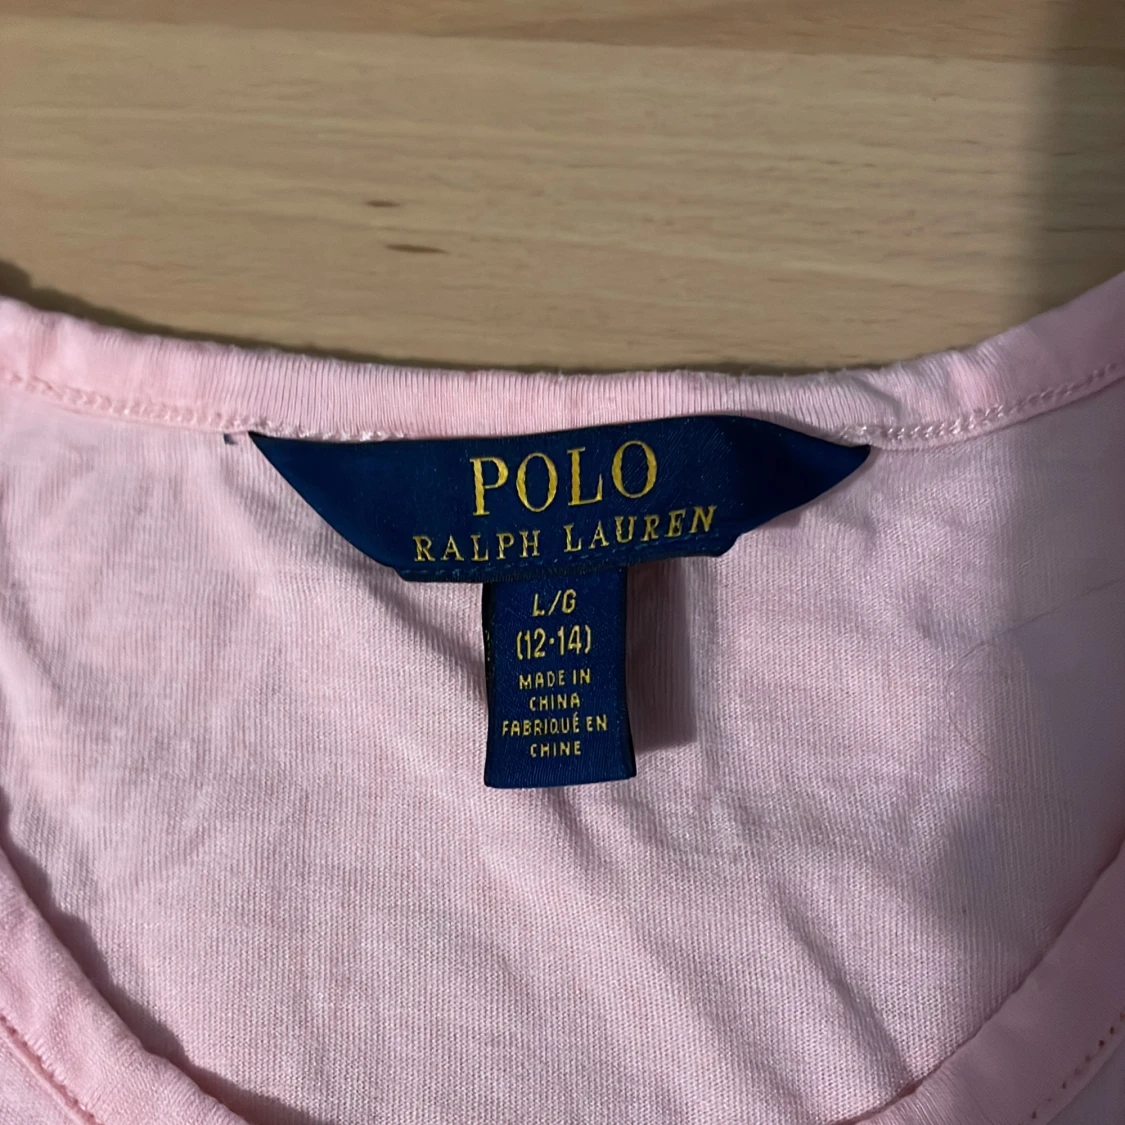 POLO
RALPH LAUREN
L/G
(12-14)
MADE IN
CHINA
FABRIQUÉ EN
CHINE